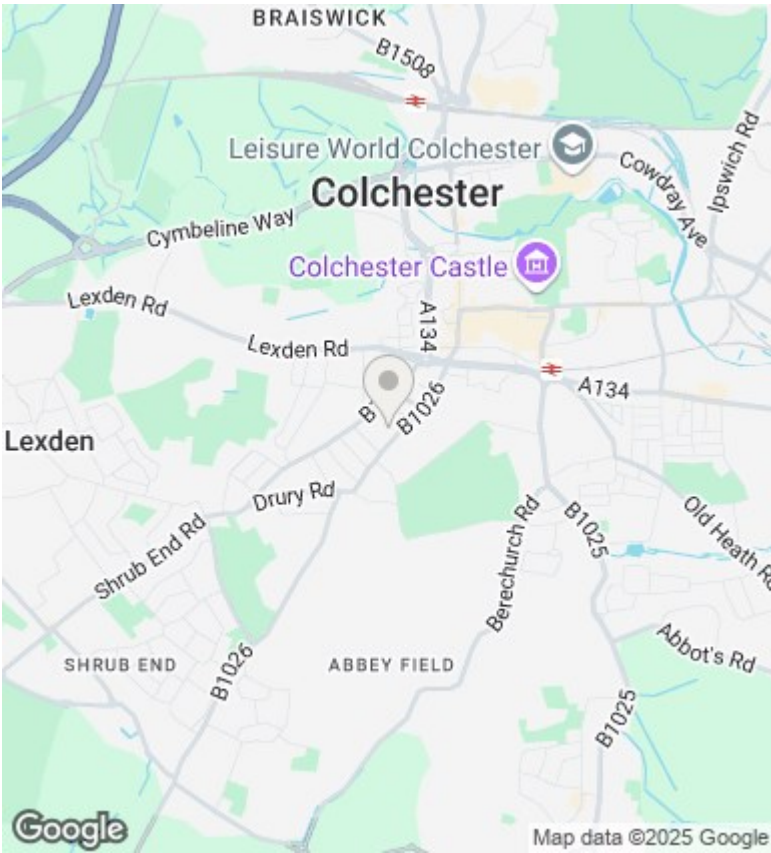 BRAISWICK
B1508
Leisure World Colchester
Ipswich Rd
Cowdray Ave
Colchester
Cymbeline Way
Colchester Castle
Lexden Rd
A134
Lexden Rd
A134
B1026
Lexden
Drury Rd
B1025
Old Heath
Shrub End Rd
Berechurch Rd
Abbot's Rd
SHRUB END
ABBEY FIELD
B1026
B1025
Google
Map data ©2025 Google